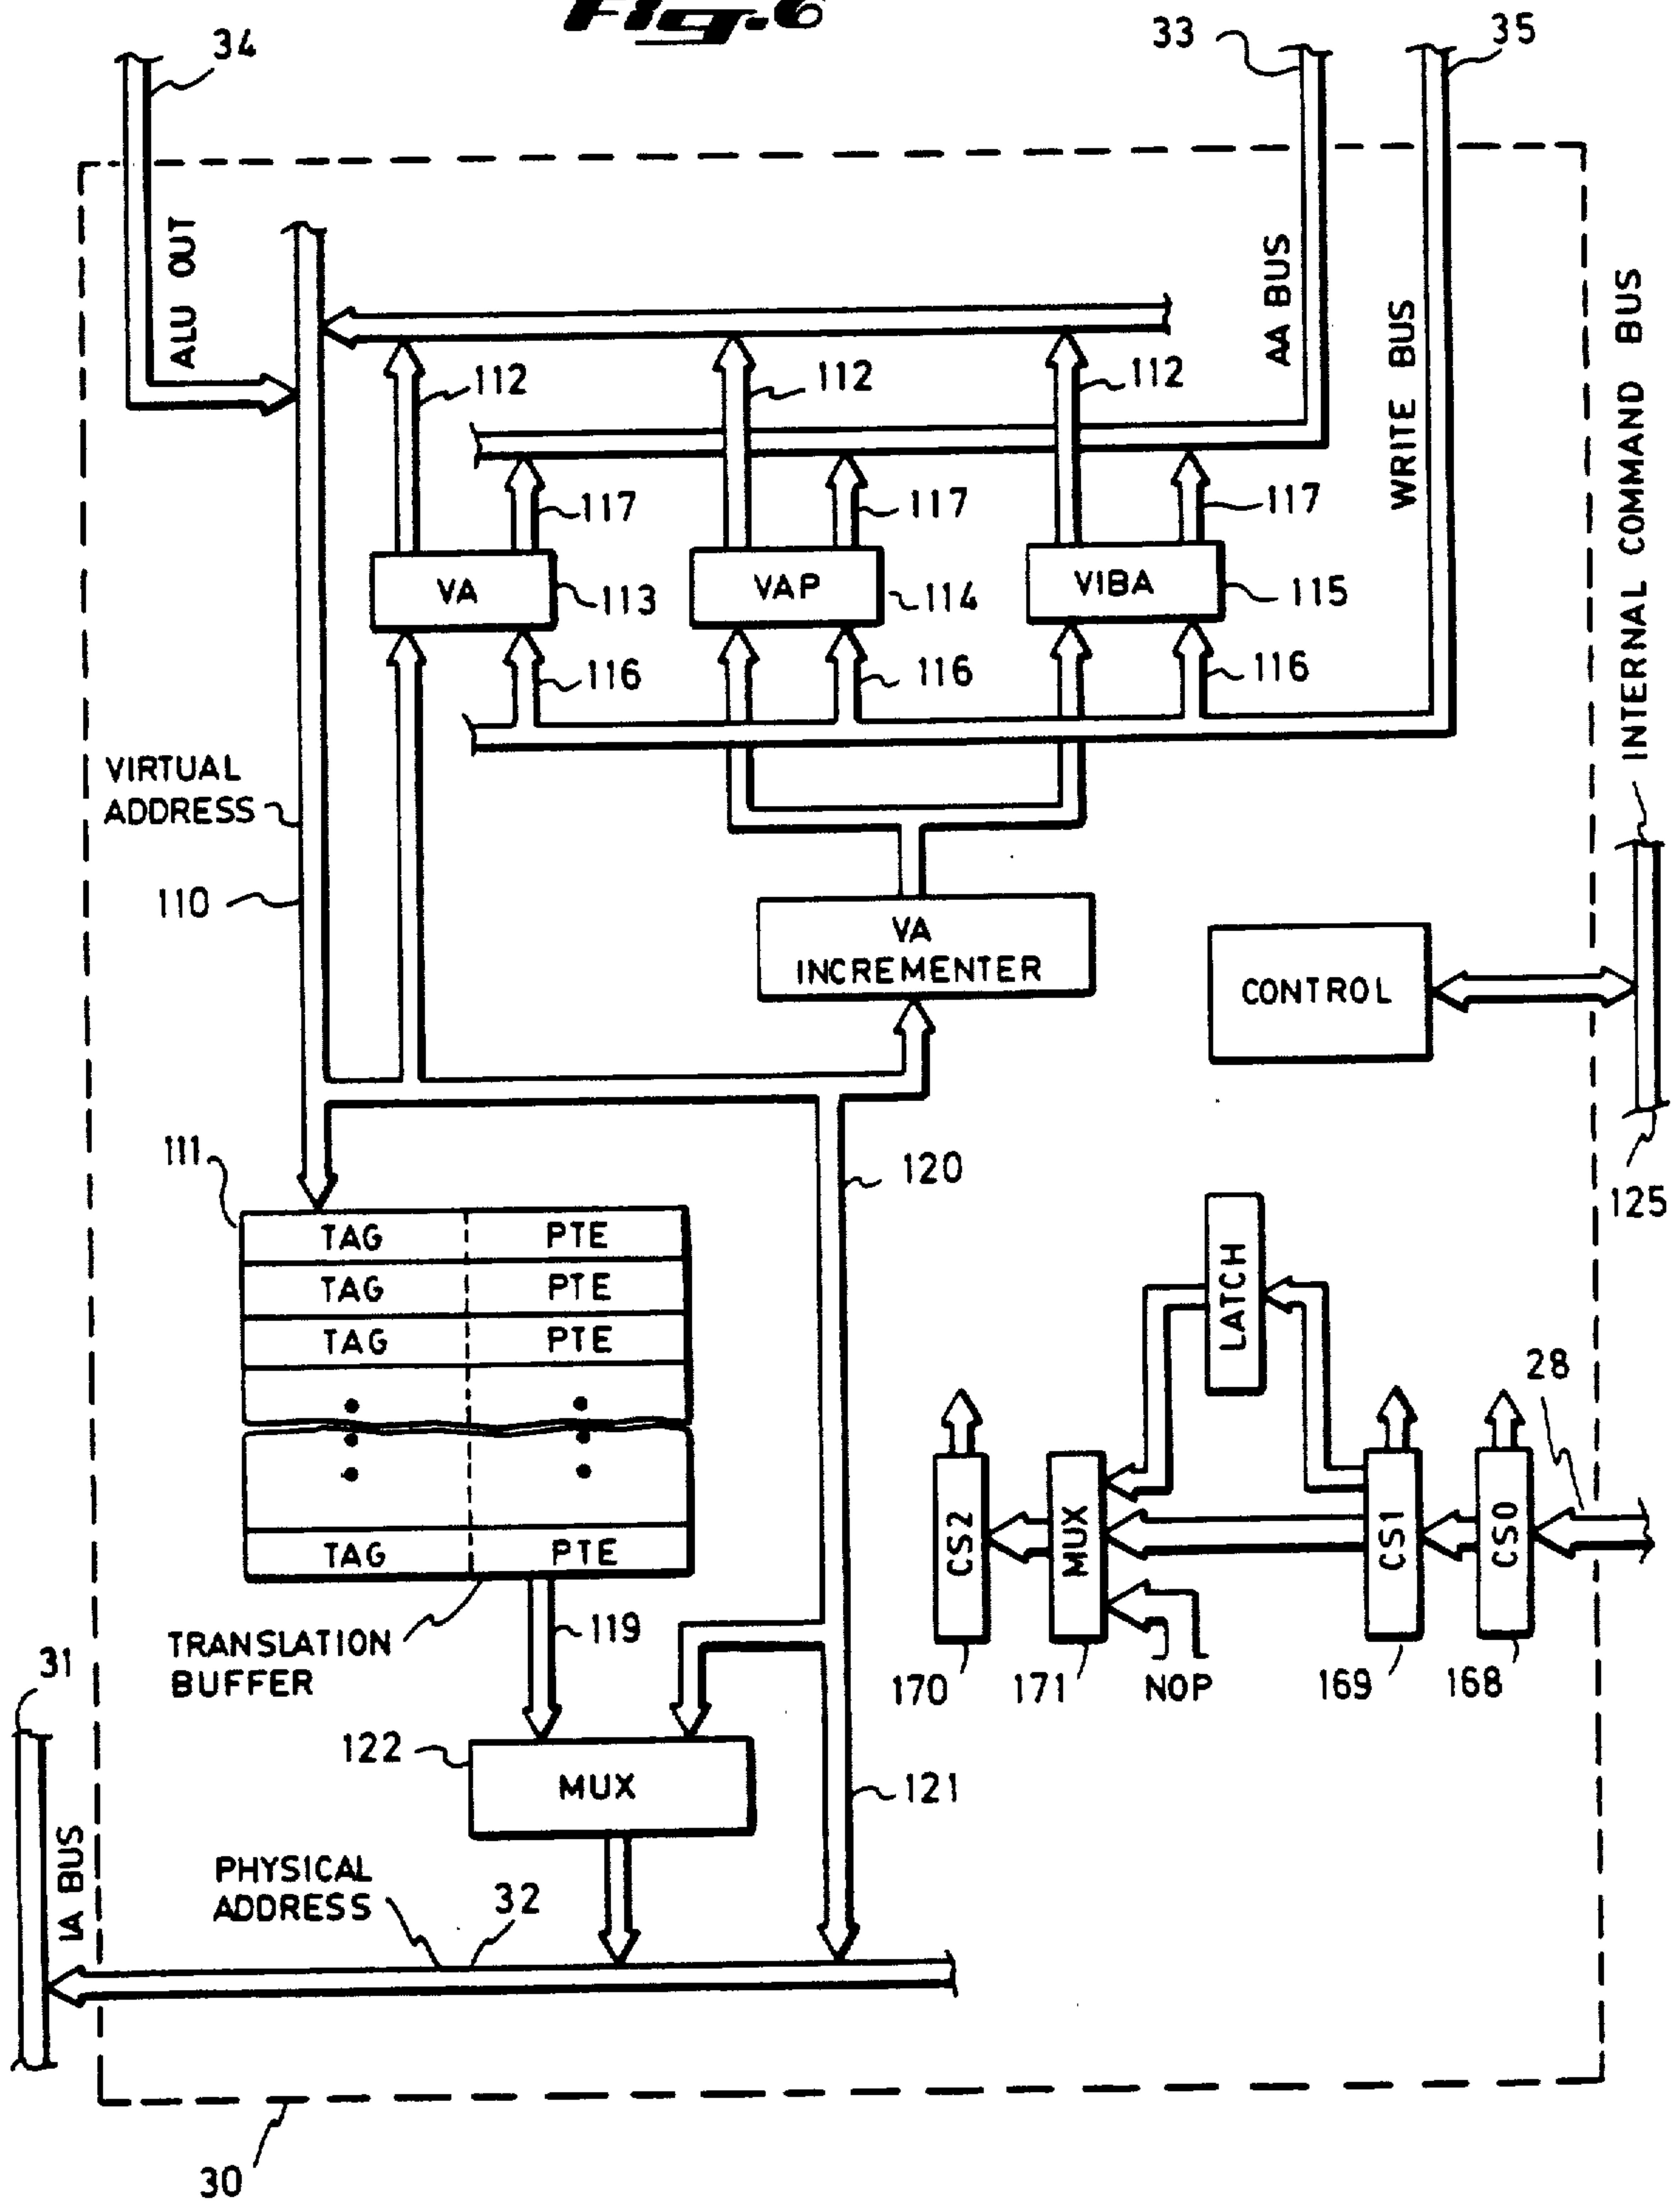 Fig.6
34
33
35
ALU OUT
AA BUS
WRITE BUS
INTERNAL COMMAND BUS
112
112
112
117
117
117
VA
113
VAP
114
VIBA
115
116
116
116
VIRTUAL
ADDRESS
110
VA
INCREMENTER
CONTROL
125
111
120
TAG PTE
TAG PTE
TAG PTE
TAG PTE
LATCH
28
CS2
MUX
CS1
CS0
170
171
NOP
169
168
TRANSLATION
BUFFER
119
31
122
MUX
121
IA BUS
PHYSICAL
ADDRESS
32
30